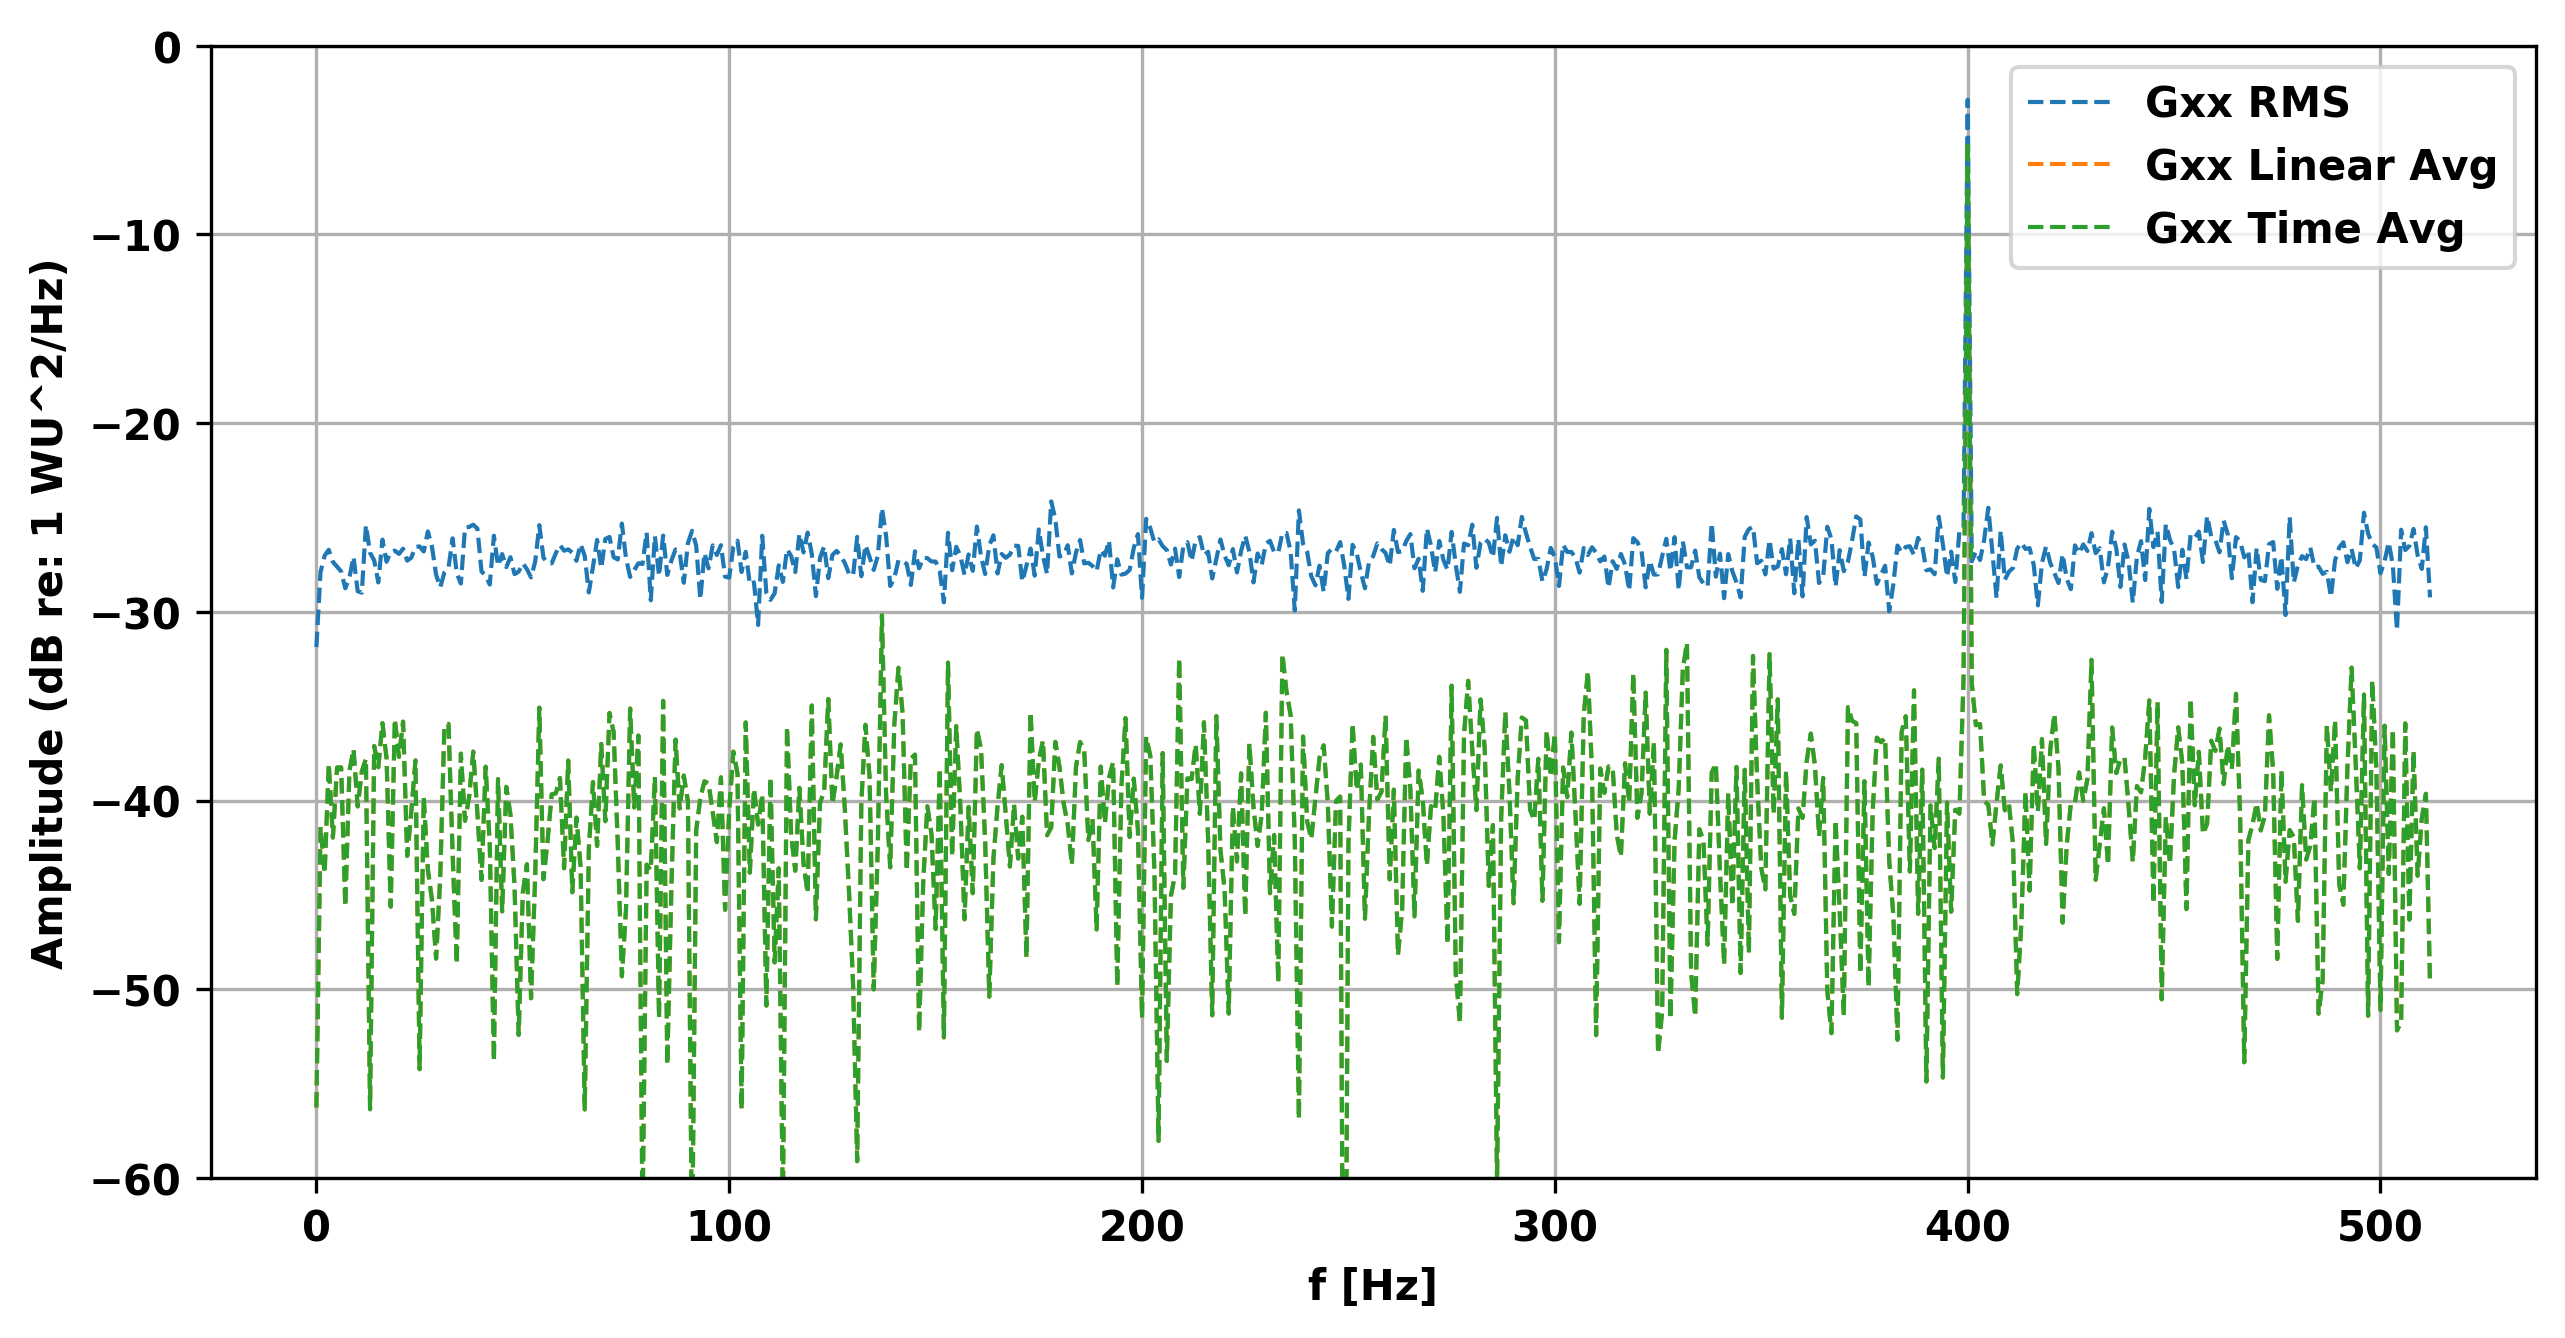 Gxx RMS
Gxx Linear Avg
Gxx Time Avg
Amplitude (dB re: 1 WU^2/Hz)
0
−10
−20
−30
−40
−50
−60
0 100 200 300 400 500
f [Hz]